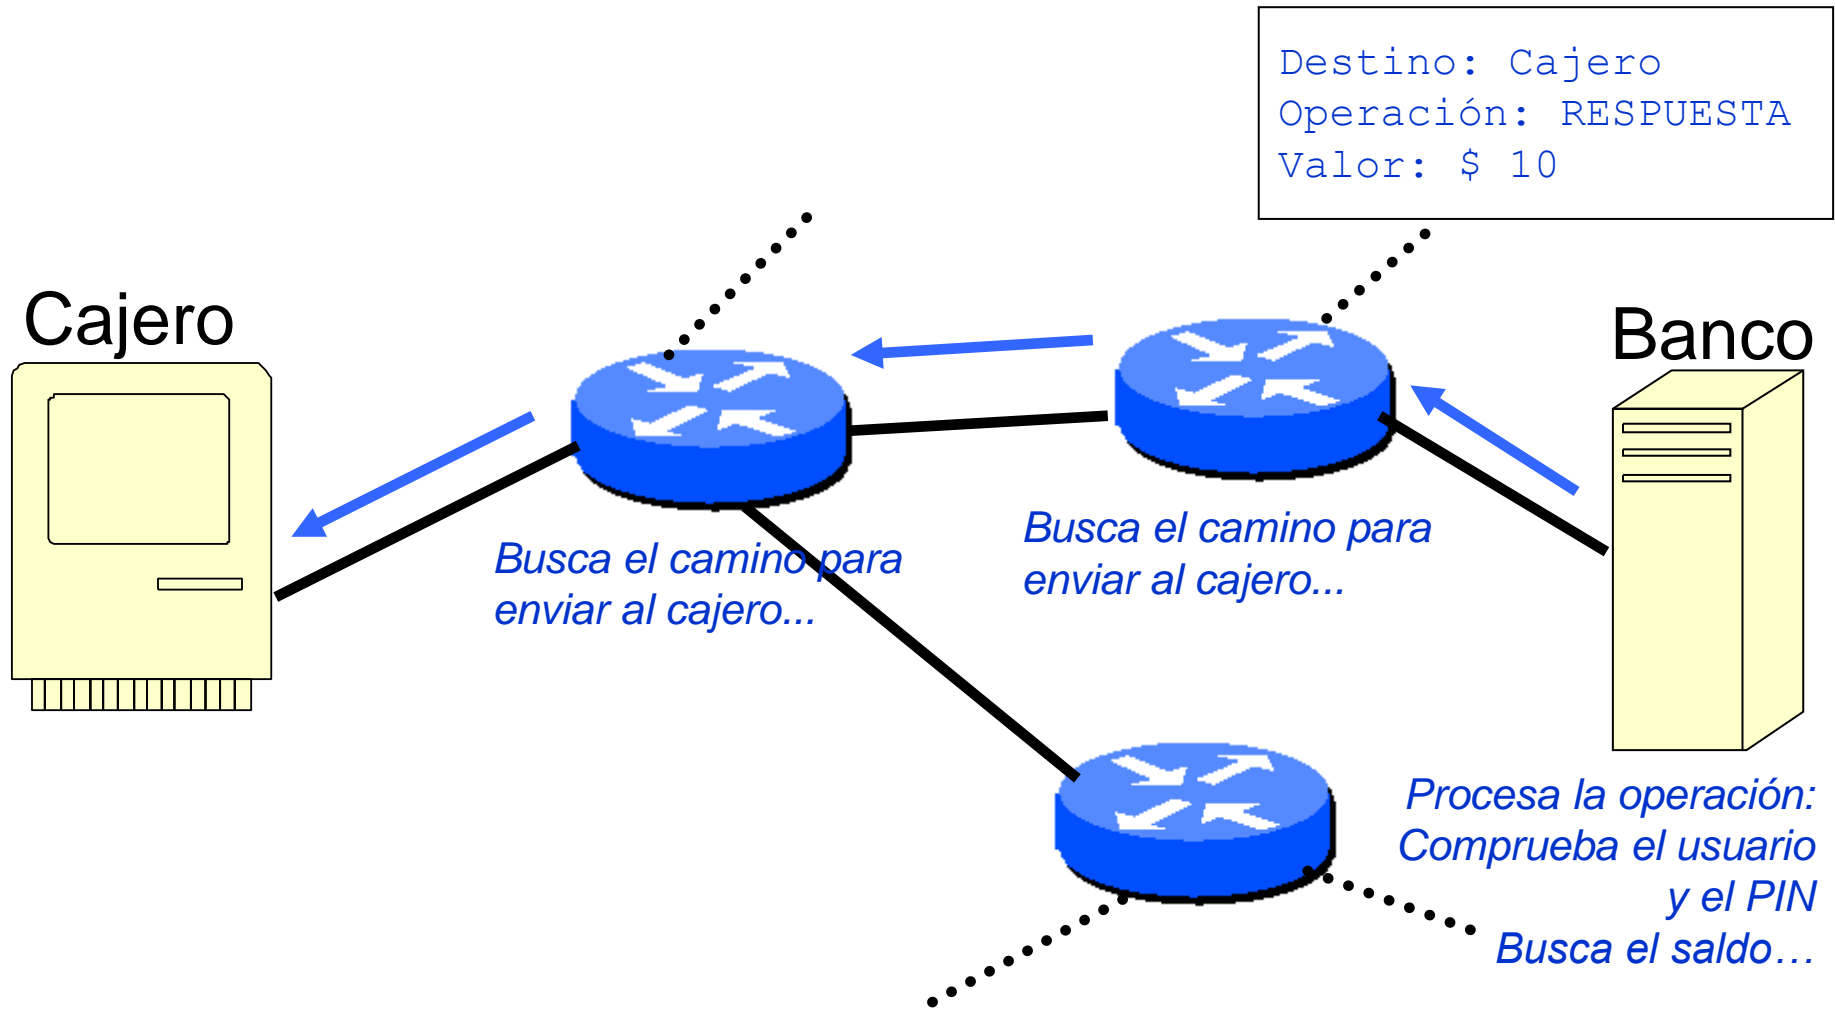 Destino: Cajero
Operación: RESPUESTA
Valor: $ 10
Cajero
Banco
Busca el camino para
enviar al cajero...
Busca el camino para
enviar al cajero...
Procesa la operación:
Comprueba el usuario
y el PIN
Busca el saldo…